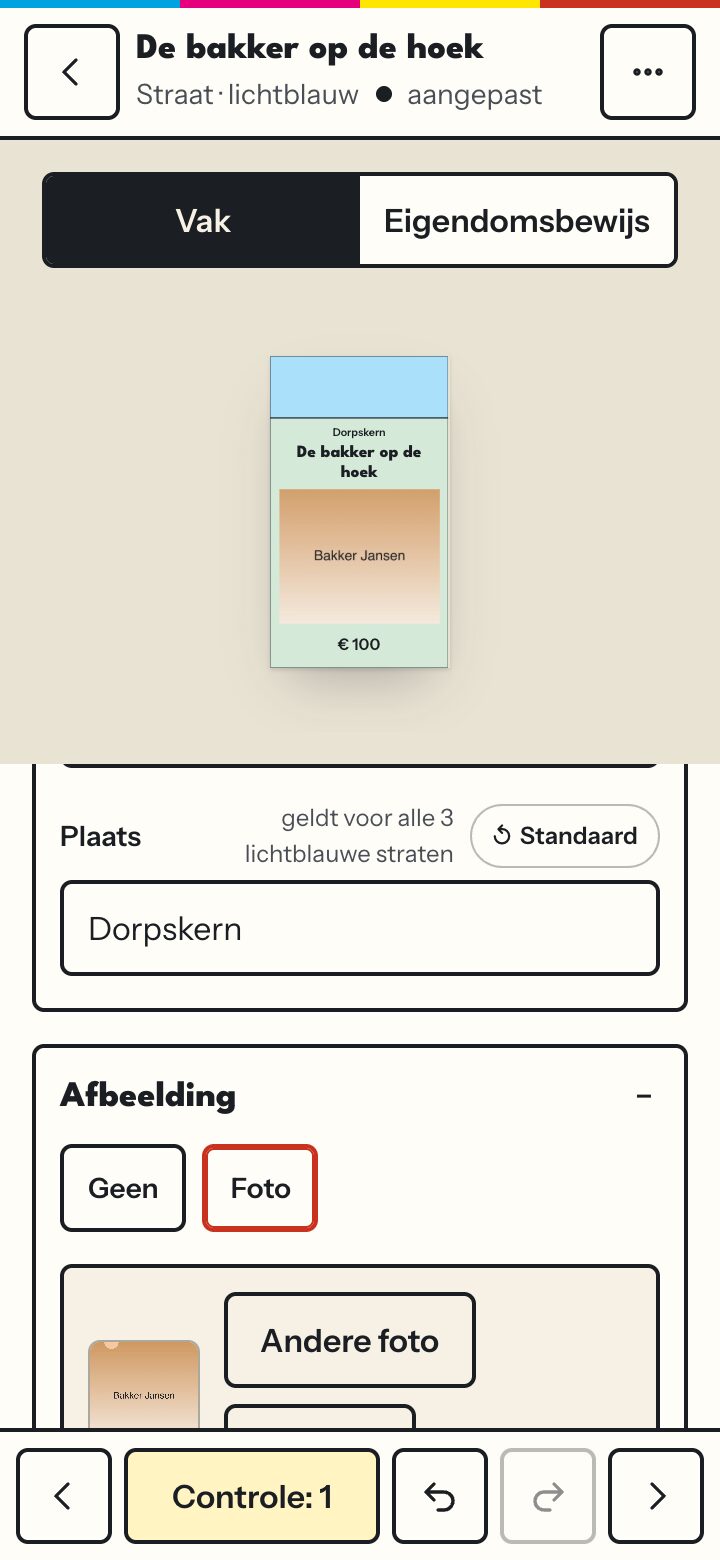 De bakker op de hoek
Straat · lichtblauw ● aangepast
Vak
Eigendomsbewijs
Dorpskern
De bakker op de
hoek
Bakker Jansen
€ 100
Plaats
geldt voor alle 3
lichtblauwe straten
Standaard
Dorpskern
Afbeelding
Geen
Foto
Andere foto
Bakker Jansen
Controle: 1